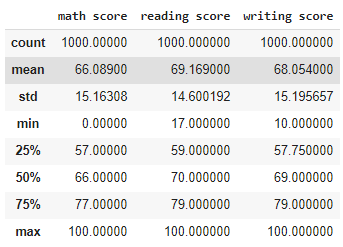 math score reading score writing score
count 1000.00000 1000.000000 1000.000000
mean 66.08900 69.169000 68.054000
std 15.16308 14.600192 15.195657
min 0.00000 17.000000 10.000000
25% 57.00000 59.000000 57.750000
50% 66.00000 70.000000 69.000000
75% 77.00000 79.000000 79.000000
max 100.00000 100.000000 100.000000